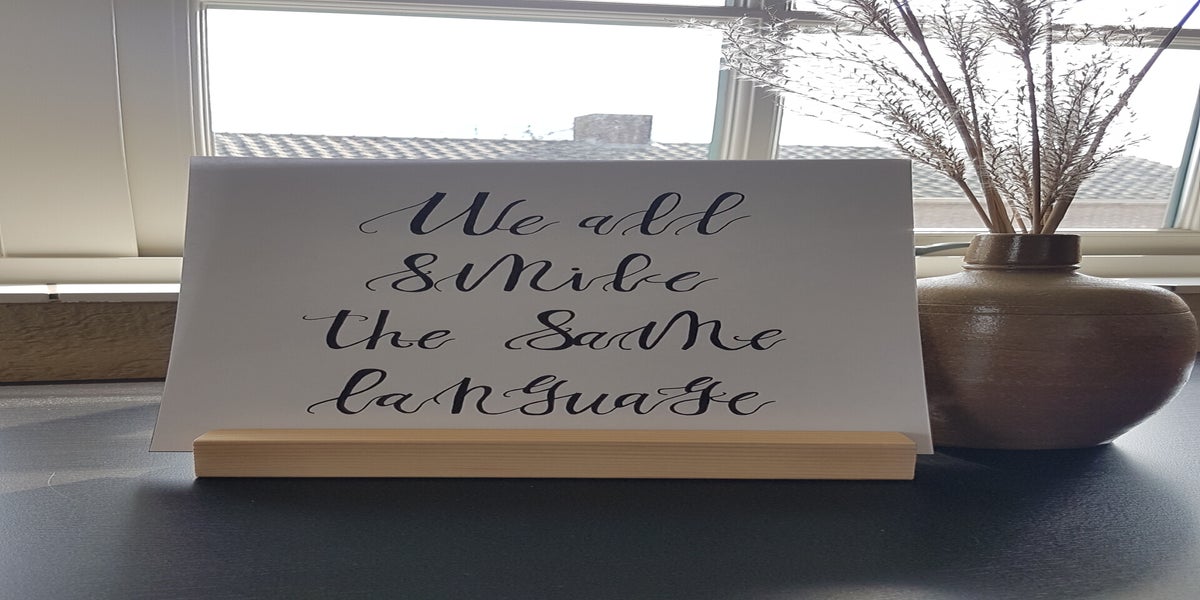 We all
smile
the same
language